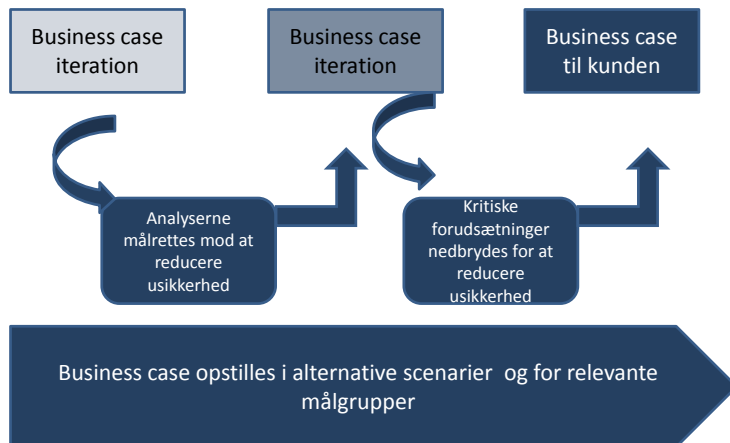 Business case
iteration
Business case
iteration
Business case
til kunden
Analyserne
målrettes mod at
reducere
usikkerhed
Kritiske
forudsætninger
nedbrydes for at
reducere
usikkerhed
Business case opstilles i alternative scenarier og for relevante
målgrupper